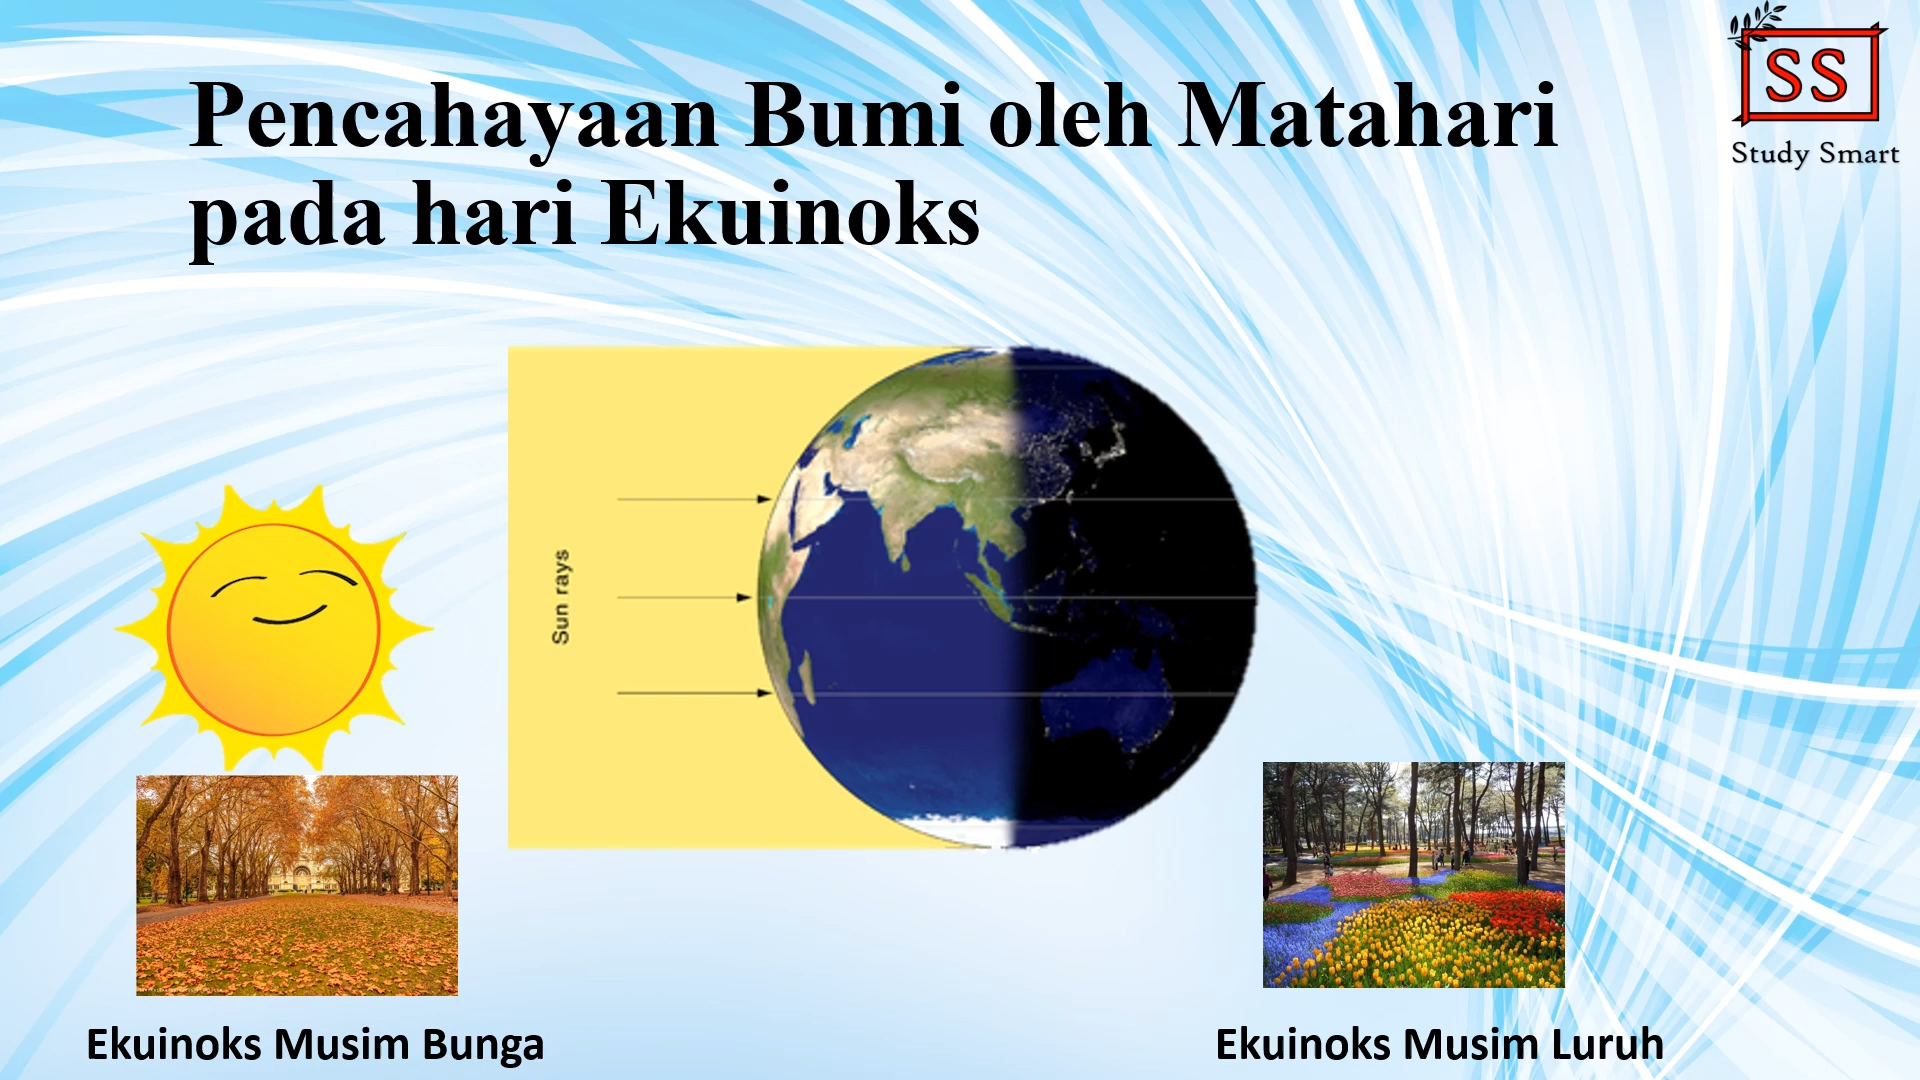 SS
Study Smart
Pencahayaan Bumi oleh Matahari
pada hari Ekuinoks
Sun rays
Ekuinoks Musim Bunga
Ekuinoks Musim Luruh